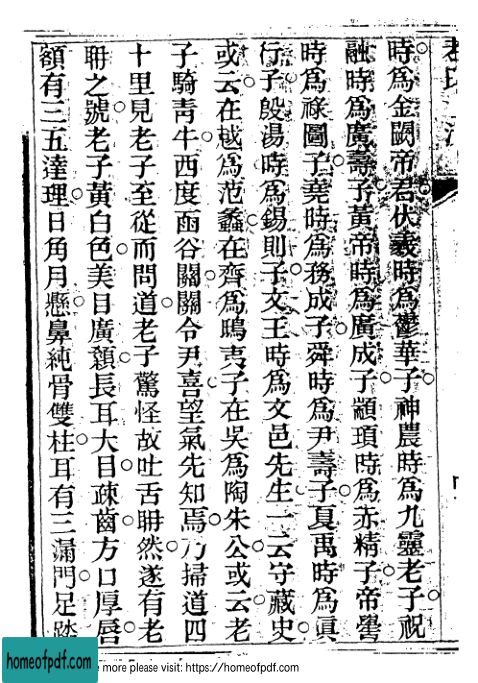 時爲金闕帝君伏羲時爲鬱華子神農時爲九靈老子祝
融時爲廣壽子黃帝時爲廣成子顓頊時爲赤精子帝嚳
時爲祿圖子堯時爲務成子舜時爲尹壽子夏禹時爲眞
行子殷湯時爲錫則子文王時爲文邑先生一云守藏史
或云在越爲范蠡在齊爲鴟夷子在吳爲陶朱公或云老
子騎靑牛西度函谷關關令尹喜望氣先知焉乃掃道四
十里見老子至從而問道老子驚怪故吐舌聃然遂有老
聃之號老子黃白色美目廣顙長耳大目疎齒方口厚唇
額有三五達理日角月懸鼻純骨雙柱耳有三漏門足踏
homeofpdf.com
more please visit: https://homeofpdf.com